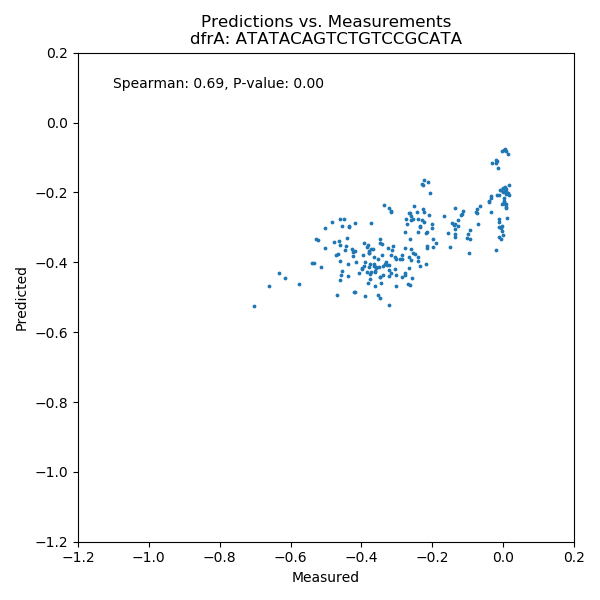 Predictions vs. Measurements
dfrA: ATATACAGTCTGTCCGCATA
Spearman: 0.69, P-value: 0.00
0.2
0.0
−0.2
−0.4
−0.6
−0.8
−1.0
−1.2
Predicted
−1.2 −1.0 −0.8 −0.6 −0.4 −0.2 0.0 0.2
Measured